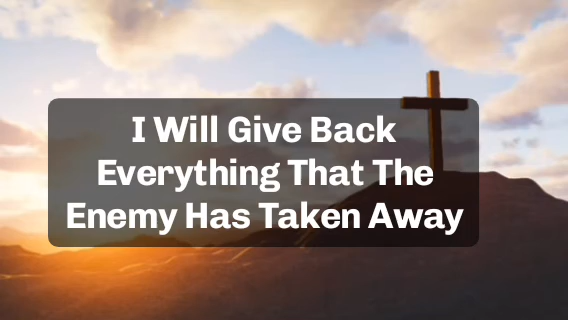 I Will Give Back
Everything That The
Enemy Has Taken Away